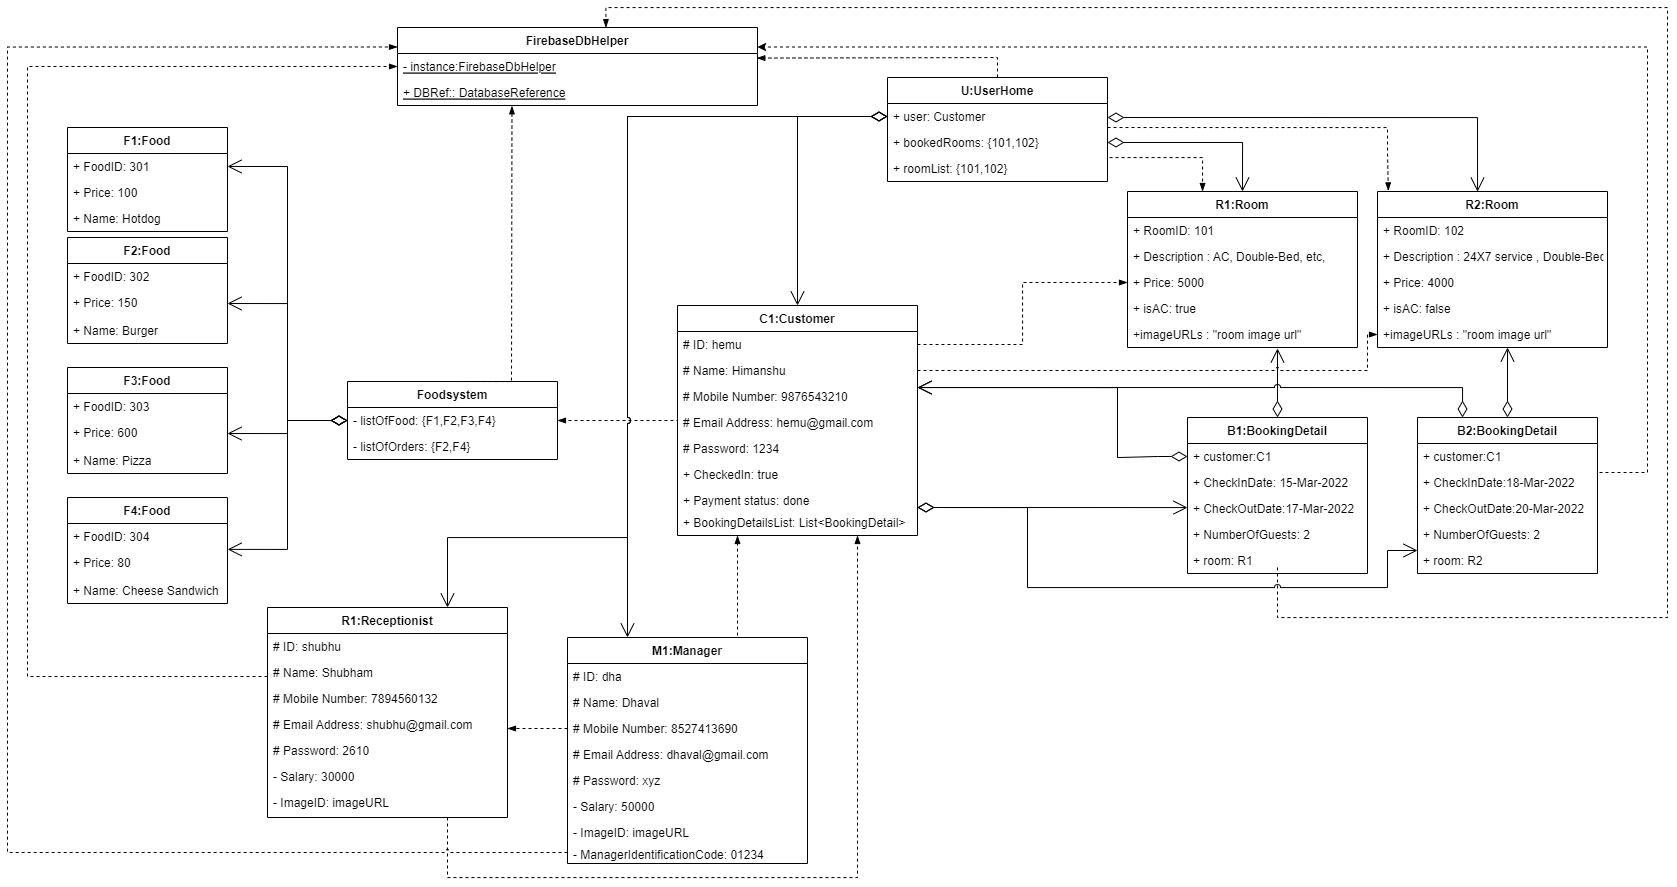 FirebaseDbHelper
- instance:FirebaseDbHelper
+ DBRef:: DatabaseReference
U:UserHome
+ user: Customer
+ bookedRooms: {101,102}
+ roomList: {101,102}
F1:Food
+ FoodID: 301
+ Price: 100
+ Name: Hotdog
F2:Food
+ FoodID: 302
+ Price: 150
+ Name: Burger
F3:Food
+ FoodID: 303
+ Price: 600
+ Name: Pizza
F4:Food
+ FoodID: 304
+ Price: 80
+ Name: Cheese Sandwich
Foodsystem
- listOfFood: {F1,F2,F3,F4}
- listOfOrders: {F2,F4}
C1:Customer
# ID: hemu
# Name: Himanshu
# Mobile Number: 9876543210
# Email Address: hemu@gmail.com
# Password: 1234
+ CheckedIn: true
+ Payment status: done
+ BookingDetailsList: List<BookingDetail>
R1:Room
+ RoomID: 101
+ Description : AC, Double-Bed, etc,
+ Price: 5000
+ isAC: true
+imageURLs : "room image url"
R2:Room
+ RoomID: 102
+ Description : 24X7 service , Double-Bed
+ Price: 4000
+ isAC: false
+imageURLs : "room image url"
B1:BookingDetail
+ customer:C1
+ CheckInDate: 15-Mar-2022
+ CheckOutDate:17-Mar-2022
+ NumberOfGuests: 2
+ room: R1
B2:BookingDetail
+ customer:C1
+ CheckInDate:18-Mar-2022
+ CheckOutDate:20-Mar-2022
+ NumberOfGuests: 2
+ room: R2
R1:Receptionist
# ID: shubhu
# Name: Shubham
# Mobile Number: 7894560132
# Email Address: shubhu@gmail.com
# Password: 2610
- Salary: 30000
- ImageID: imageURL
M1:Manager
# ID: dha
# Name: Dhaval
# Mobile Number: 8527413690
# Email Address: dhaval@gmail.com
# Password: xyz
- Salary: 50000
- ImageID: imageURL
- ManagerIdentificationCode: 01234